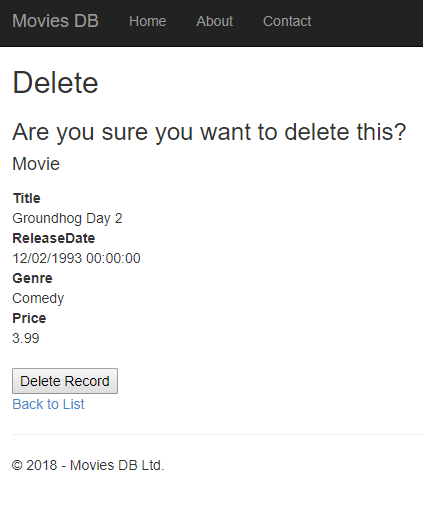 Movies DB Home About Contact
Delete
Are you sure you want to delete this?
Movie
Title
Groundhog Day 2
ReleaseDate
12/02/1993 00:00:00
Genre
Comedy
Price
3.99
Delete Record
Back to List
© 2018 - Movies DB Ltd.